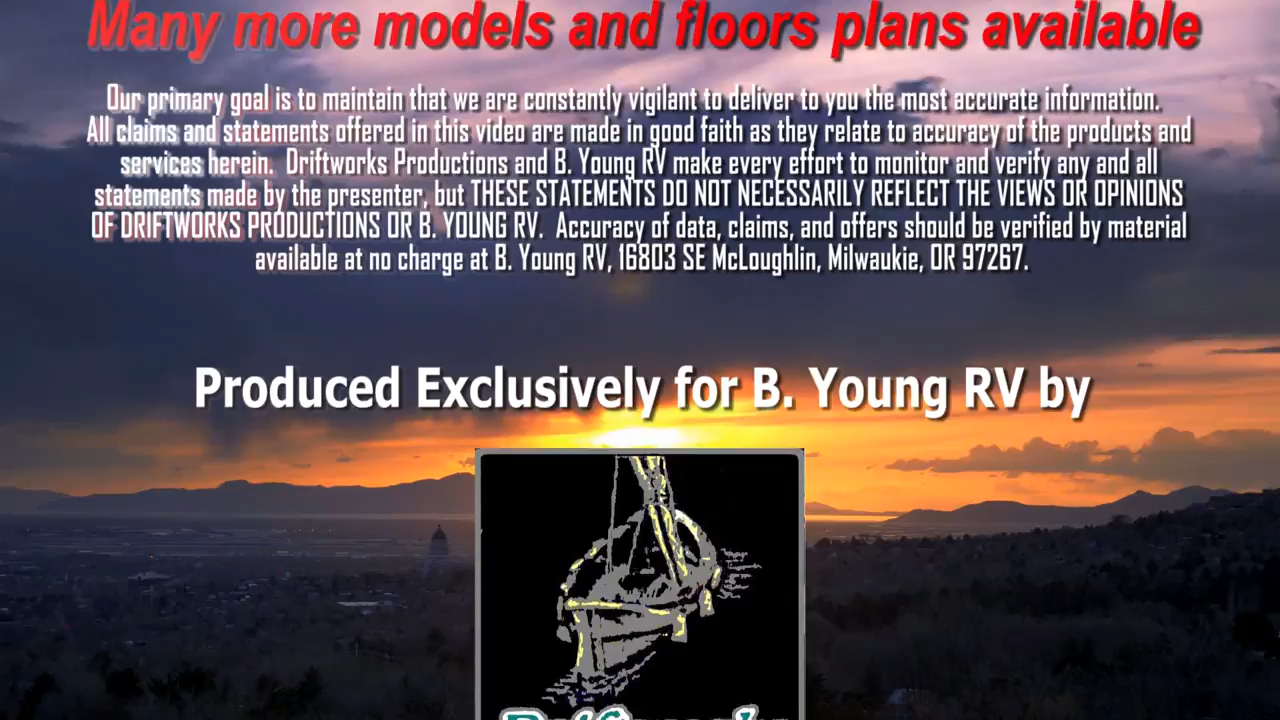 Many more models and floors plans available
Our primary goal is to maintain that we are constantly vigilant to deliver to you the most accurate information.
All claims and statements offered in this video are made in good faith as they relate to accuracy of the products and
services herein. Driftworks Productions and B. Young RV make every effort to monitor and verify any and all
statements made by the presenter, but THESE STATEMENTS DO NOT NECESSARILY REFLECT THE VIEWS OR OPINIONS
OF DRIFTWORKS PRODUCTIONS OR B. YOUNG RV. Accuracy of data, claims, and offers should be verified by material
available at no charge at B. Young RV, 16803 SE McLoughlin, Milwaukie, OR 97267.
Produced Exclusively for B. Young RV by